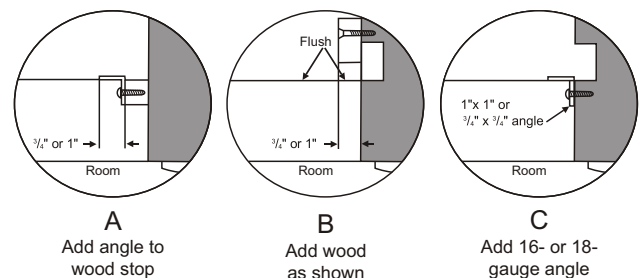 3/4" or 1"
Room
A
Add angle to
wood stop
Flush
3/4" or 1"
Room
B
Add wood
as shown
1"x 1" or
3/4" x 3/4" angle
Room
C
Add 16- or 18-
gauge angle